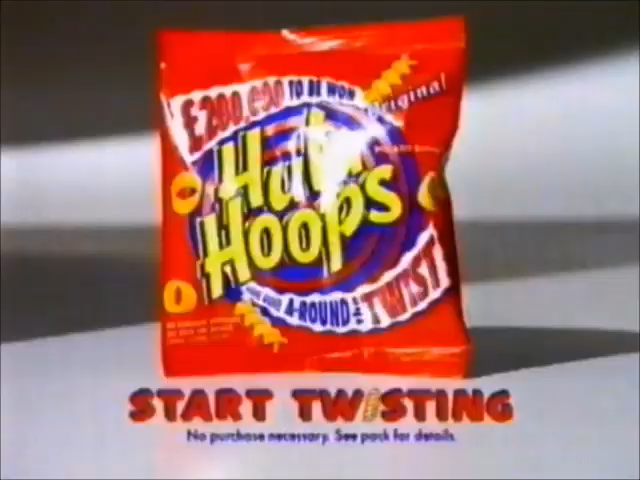 £200,000 TO BE WON
Original
Hula
HOOPS
A-ROUND
TWIST
START TWISTING
No purchase necessary. See pack for details.